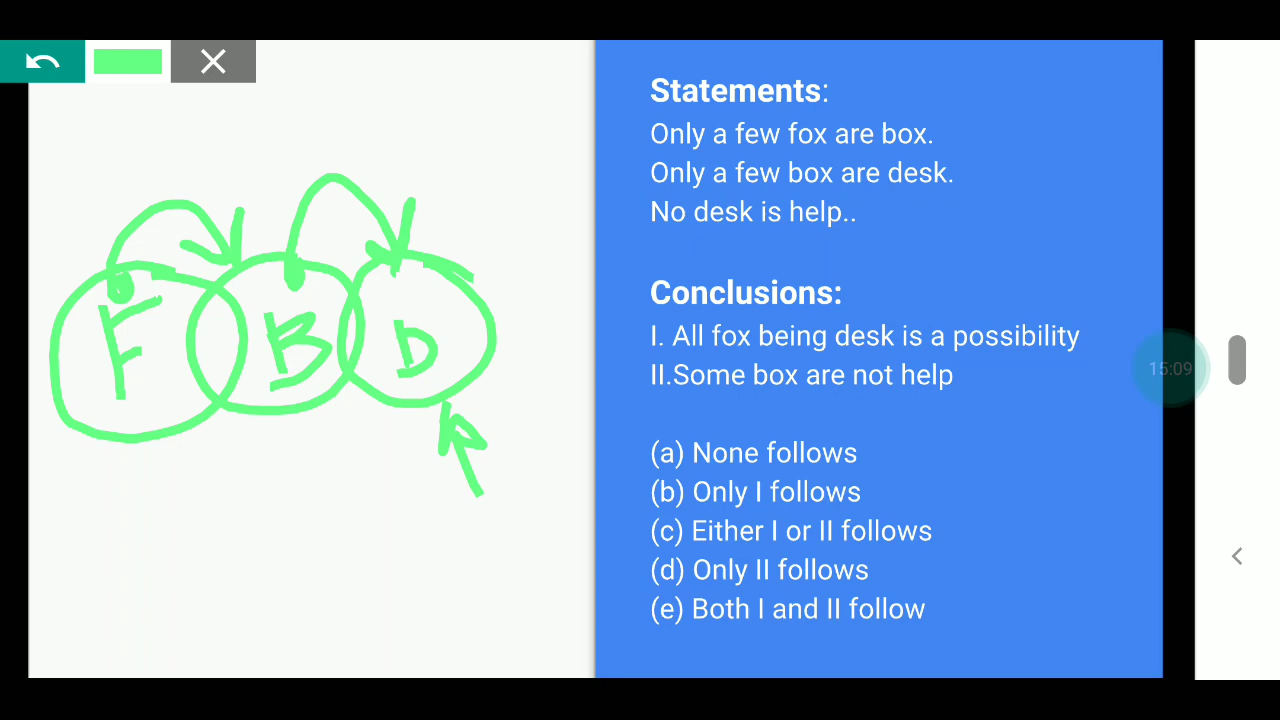 Statements:
Only a few fox are box.
Only a few box are desk.
No desk is help..
Conclusions:
I. All fox being desk is a possibility
II.Some box are not help
(a) None follows
(b) Only I follows
(c) Either I or II follows
(d) Only II follows
(e) Both I and II follow
F B D
15:09